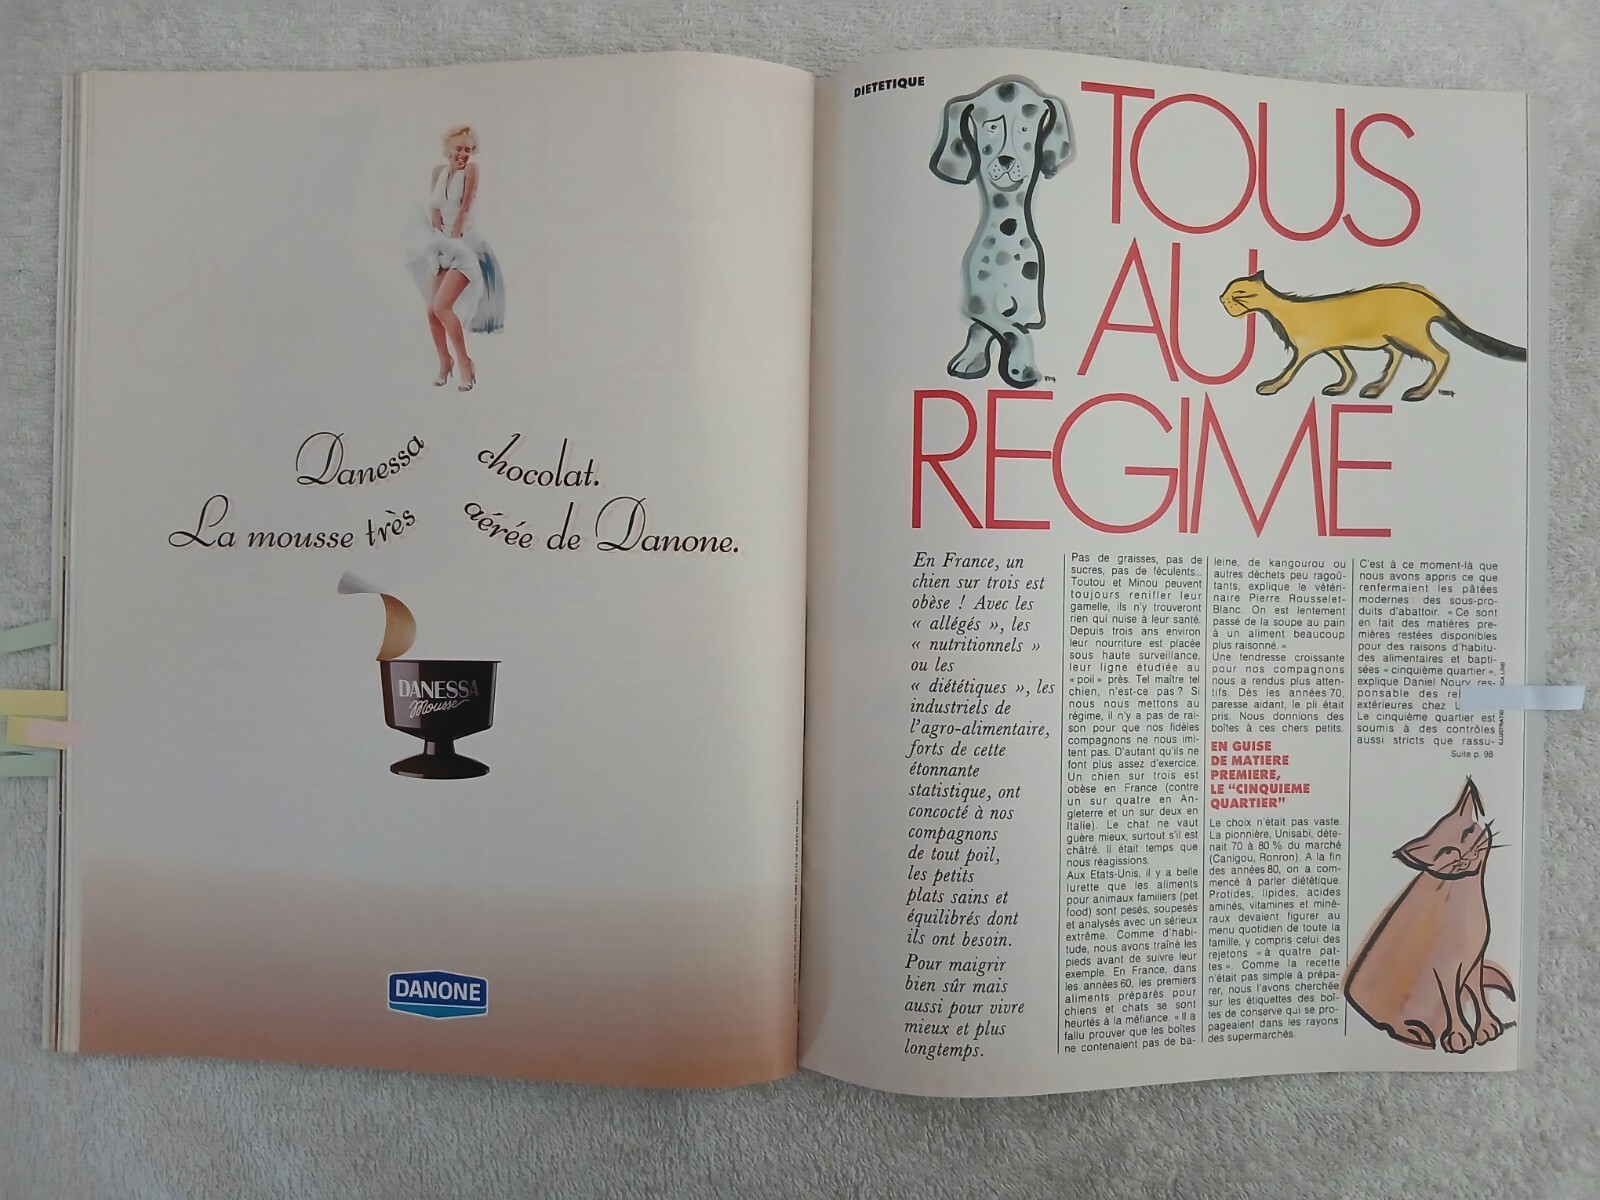 Danessa chocolat.
La mousse très aérée de Danone.
DANESSA
Mousse
DANONE
DIETETIQUE
TOUS
AU
REGIME
En France, un
chien sur trois est
obèse ! Avec les
« allégés », les
« nutritionnels »
ou les
« diététiques », les
industriels de
l'agro-alimentaire,
forts de cette
étonnante
statistique, ont
concocté à nos
compagnons
de tout poil,
les petits
plats sains et
équilibrés dont
ils ont besoin.
Pour maigrir
bien sûr mais
aussi pour vivre
mieux et plus
longtemps.
Pas de graisses, pas de
sucres, pas de féculents...
Toutou et Minou peuvent
toujours renifler leur
gamelle, ils n'y trouveront
rien qui nuise à leur santé.
Depuis trois ans environ
leur nourriture est placée
sous haute surveillance,
leur ligne étudiée au
« poil » près. Tel maître tel
chien, n'est-ce pas ? Si
nous nous mettons au
régime, il n'y a pas de rai-
son pour que nos fidèles
compagnons ne nous imi-
tent pas. D'autant qu'ils ne
font plus assez d'exercice.
Un chien sur trois est
obèse en France (contre
un sur quatre en An-
gleterre et un sur deux en
Italie). Le chat ne vaut
guère mieux, surtout s'il est
châtré. Il était temps que
nous réagissions.
Aux Etats-Unis, il y a belle
lurette que les aliments
pour animaux familiers (pet
food) sont pesés, soupesés
et analysés avec un sérieux
extrême. Comme d'habi-
tude, nous avons traîné les
pieds avant de suivre leur
exemple. En France, dans
les années 60, les premiers
aliments préparés pour
chiens et chats se sont
heurtés à la méfiance. « Il a
fallu prouver que les boîtes
ne contenaient pas de ba-
leine, de kangourou ou
autres déchets peu ragoû-
tants, explique le vétéri-
naire Pierre Rousselet-
Blanc. On est lentement
passé de la soupe au pain
à un aliment beaucoup
plus raisonné. »
Une tendresse croissante
pour nos compagnons
nous a rendus plus atten-
tifs. Dès les années 70,
paresse aidant, le pli était
pris. Nous donnions des
boîtes à ces chers petits.
EN GUISE
DE MATIERE
PREMIERE,
LE "CINQUIEME
QUARTIER"
Le choix n'était pas vaste.
La pionnière, Unisabi, déte-
nait 70 à 80 % du marché
(Canigou, Ronron). A la fin
des années 80, on a com-
mencé à parler diététique.
Protides, lipides, acides
aminés, vitamines et miné-
raux devaient figurer au
menu quotidien de toute la
famille, y compris celui des
rejetons « à quatre pat-
tes ». Comme la recette
n'était pas simple à prépa-
rer, nous l'avons cherchée
sur les étiquettes des boî-
tes de conserve qui se pro-
pageaient dans les rayons
des supermarchés.
C'est à ce moment-là que
nous avons appris ce que
renfermaient les pâtées
modernes : des sous-pro-
duits d'abattoir. « Ce sont
en fait des matières pre-
mières restées disponibles
pour des raisons d'habitu-
des alimentaires et bapti-
sées « cinquième quartier »,
explique Daniel Noury, res-
ponsable des
extérieures chez
Le cinquième quartier est
soumis à des contrôles
aussi stricts que rassu-
Suite p. 98